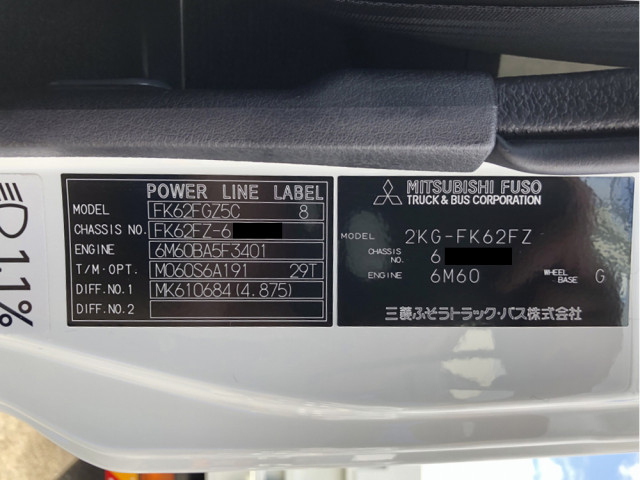 POWER LINE LABEL
MODEL FK62FGZ5C 8
CHASSIS NO. FK62FZ-6
ENGINE 6M60BA5F3401
T/M·OPT. M060S6A191 29T
DIFF.NO.1 MK610684(4.875)
DIFF.NO.2
MITSUBISHI FUSO
TRUCK & BUS CORPORATION
MODEL 2KG-FK62FZ
CHASSIS NO. 6
ENGINE 6M60 WHEEL BASE G
三菱ふそうトラック・バス株式会社
1.1%